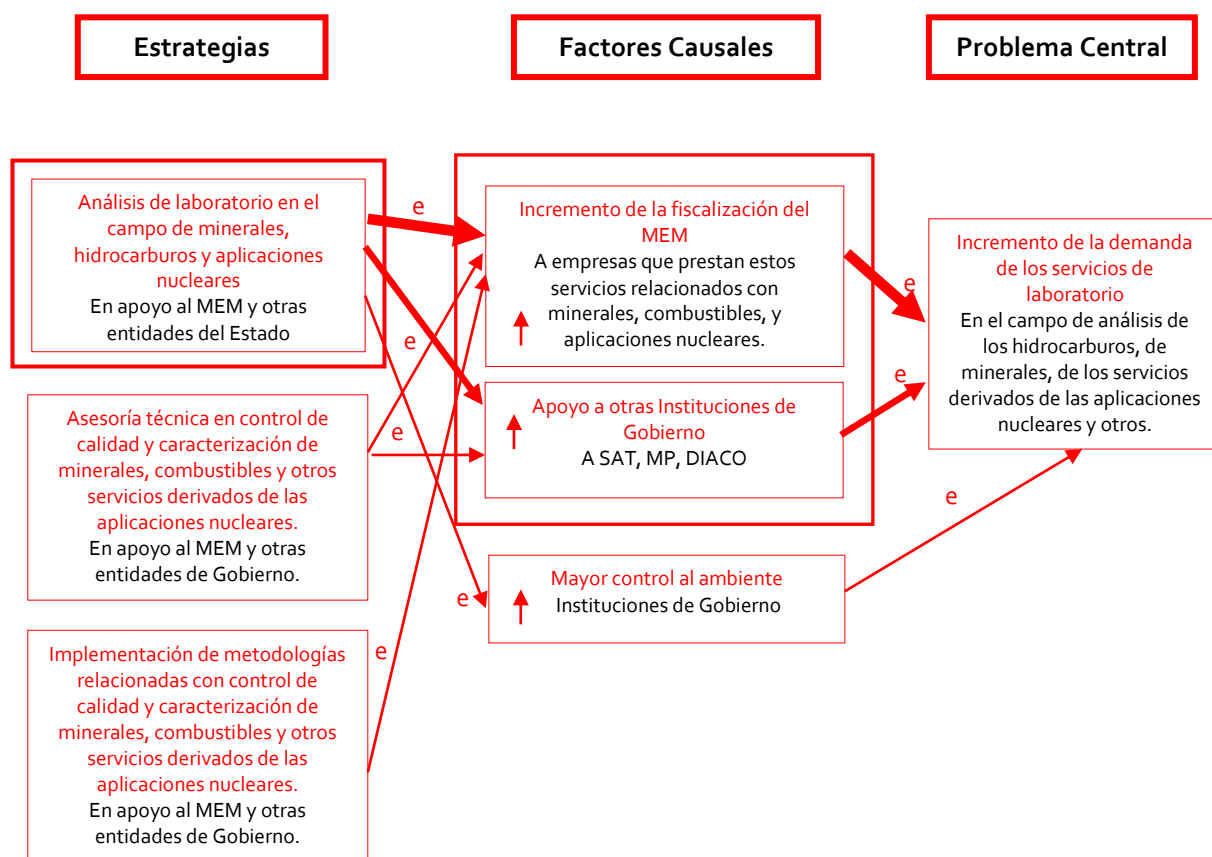 Estrategias
Factores Causales
Problema Central
Análisis de laboratorio en el
campo de minerales,
hidrocarburos y aplicaciones
nucleares
En apoyo al MEM y otras
entidades del Estado
Asesoría técnica en control de
calidad y caracterización de
minerales, combustibles y otros
servicios derivados de las
aplicaciones nucleares.
En apoyo al MEM y otras
entidades de Gobierno.
Implementación de metodologías
relacionadas con control de
calidad y caracterización de
minerales, combustibles y otros
servicios derivados de las
aplicaciones nucleares.
En apoyo al MEM y otras
entidades de Gobierno.
e
e
e
e
e
Incremento de la fiscalización del
MEM
A empresas que prestan estos
servicios relacionados con
minerales, combustibles, y
aplicaciones nucleares.
Apoyo a otras Instituciones de
Gobierno
A SAT, MP, DIACO
Mayor control al ambiente
Instituciones de Gobierno
e
e
e
Incremento de la demanda
de los servicios de
laboratorio
En el campo de análisis de
los hidrocarburos, de
minerales, de los servicios
derivados de las aplicaciones
nucleares y otros.